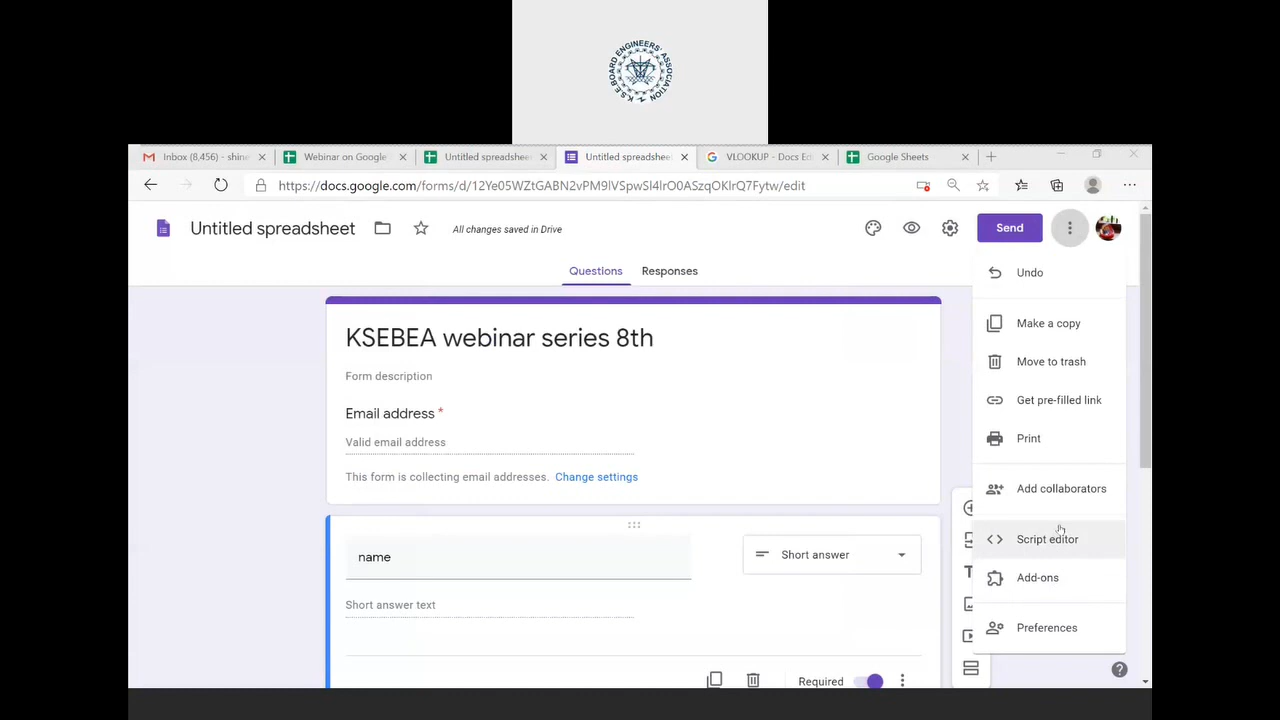 K.S.E.BOARD ENGINEERS' ASSOCIATION
Inbox (8,456) - shine
Webinar on Google
Untitled spreadshee
Untitled spreadshee
VLOOKUP - Docs Ed
Google Sheets
https://docs.google.com/forms/d/12Ye05WZtGABN2vPM9lVSpwSl4lrO0ASzqOKlrQ7Fytw/edit
Untitled spreadsheet
All changes saved in Drive
Send
Questions
Responses
Undo
KSEBEA webinar series 8th
Make a copy
Form description
Move to trash
Email address *
Get pre-filled link
Valid email address
Print
This form is collecting email addresses. Change settings
Add collaborators
name
Short answer
Script editor
Add-ons
Short answer text
Preferences
Required